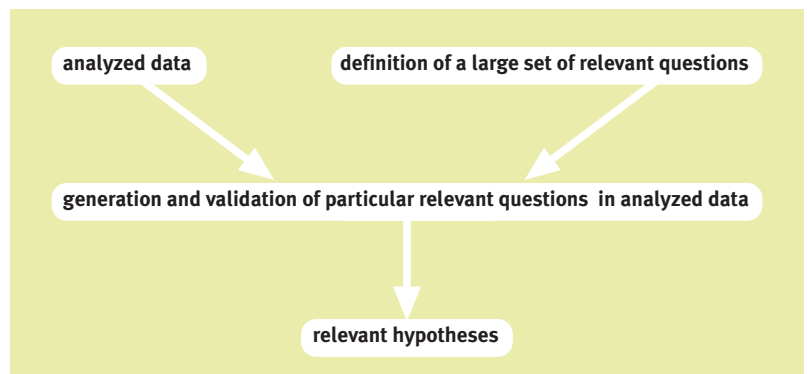 analyzed data
definition of a large set of relevant questions
generation and validation of particular relevant questions in analyzed data
relevant hypotheses